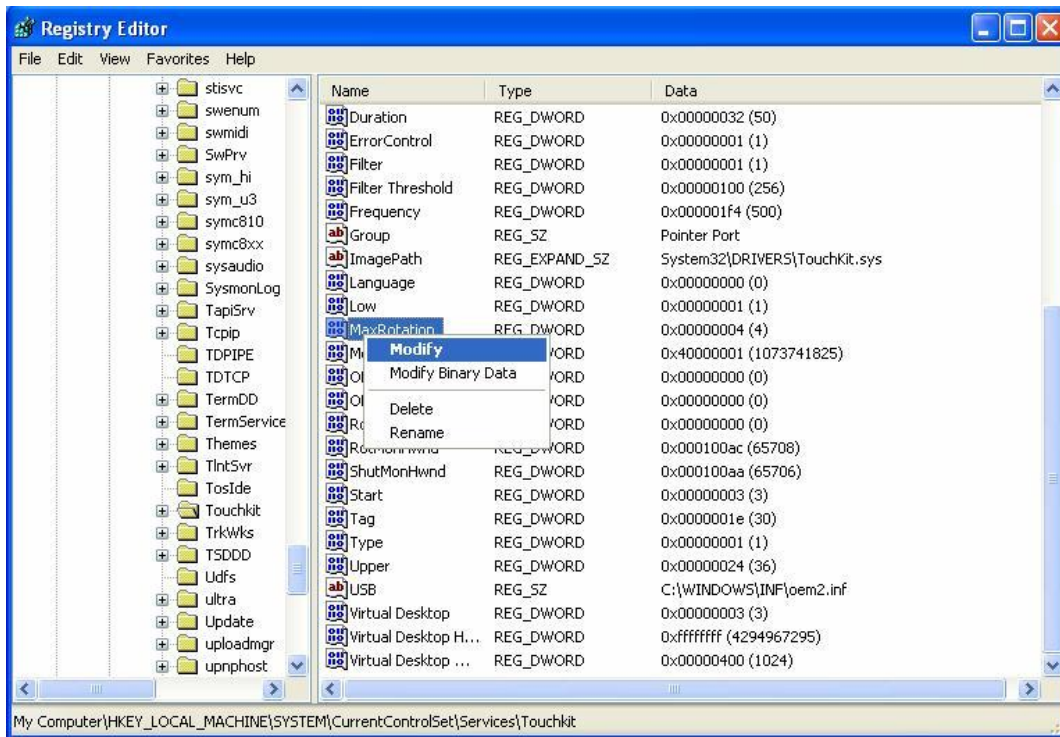 Registry Editor
File Edit View Favorites Help
stisvc
swenum
swmidi
SwPrv
sym_hi
sym_u3
symc810
symc8xx
sysaudio
SysmonLog
TapiSrv
Tcpip
TDPIPE
TDTCP
TermDD
TermService
Themes
TlntSvr
TosIde
Touchkit
TrkWks
TSDDD
Udfs
ultra
Update
uploadmgr
upnphost
Name Type Data
Duration REG_DWORD 0x00000032 (50)
ErrorControl REG_DWORD 0x00000001 (1)
Filter REG_DWORD 0x00000001 (1)
Filter Threshold REG_DWORD 0x00000100 (256)
Frequency REG_DWORD 0x000001f4 (500)
Group REG_SZ Pointer Port
ImagePath REG_EXPAND_SZ System32\DRIVERS\TouchKit.sys
Language REG_DWORD 0x00000000 (0)
Low REG_DWORD 0x00000001 (1)
MaxRotation REG_DWORD 0x00000004 (4)
Modify
0x40000001 (1073741825)
Modify Binary Data
0x00000000 (0)
0x00000000 (0)
Delete
0x00000000 (0)
Rename
RotMonHwnd REG_DWORD 0x000100ac (65708)
ShutMonHwnd REG_DWORD 0x000100aa (65706)
Start REG_DWORD 0x00000003 (3)
Tag REG_DWORD 0x0000001e (30)
Type REG_DWORD 0x00000001 (1)
Upper REG_DWORD 0x00000024 (36)
USB REG_SZ C:\WINDOWS\INF\oem2.inf
Virtual Desktop REG_DWORD 0x00000003 (3)
Virtual Desktop H... REG_DWORD 0xffffffff (4294967295)
Virtual Desktop ... REG_DWORD 0x00000400 (1024)
My Computer\HKEY_LOCAL_MACHINE\SYSTEM\CurrentControlSet\Services\Touchkit